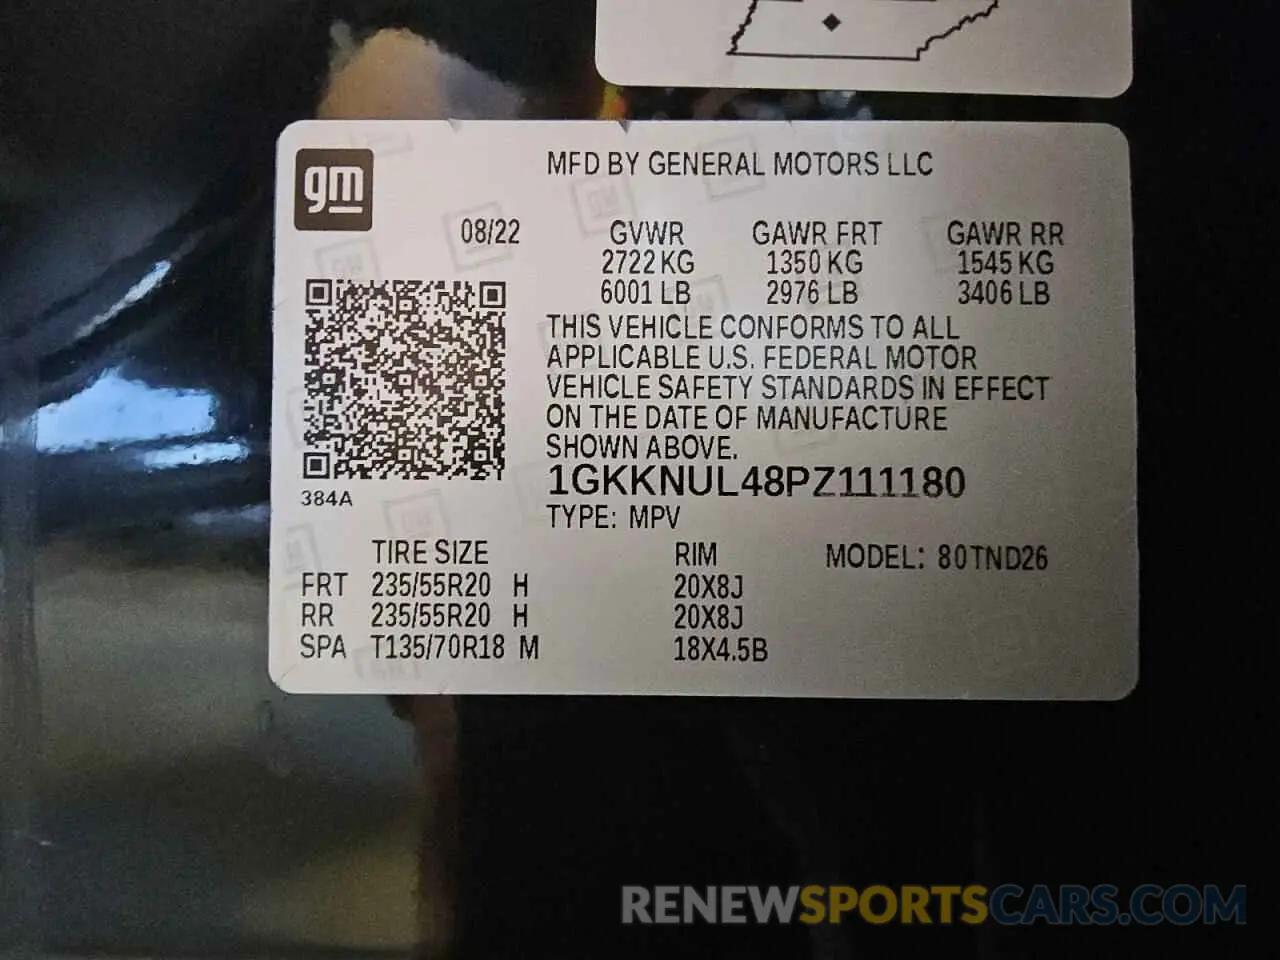 gm
MFD BY GENERAL MOTORS LLC
08/22 GVWR GAWR FRT GAWR RR
2722 KG 1350 KG 1545 KG
6001 LB 2976 LB 3406 LB
THIS VEHICLE CONFORMS TO ALL
APPLICABLE U.S. FEDERAL MOTOR
VEHICLE SAFETY STANDARDS IN EFFECT
ON THE DATE OF MANUFACTURE
SHOWN ABOVE.
1GKKNUL48PZ111180
384A
TYPE: MPV
TIRE SIZE RIM MODEL: 80TND26
FRT 235/55R20 H 20X8J
RR 235/55R20 H 20X8J
SPA T135/70R18 M 18X4.5B
RENEWSPORTSCARS.COM